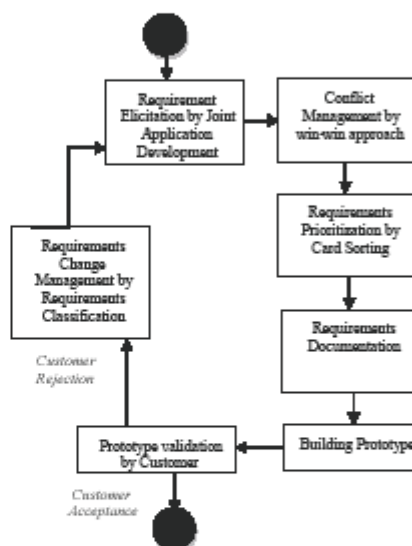 Requirement
Elicitation by Joint
Application
Development
Conflict
Management by
win-win approach
Requirements
Prioritization by
Card Sorting
Requirements
Documentation
Building Prototype
Prototype validation
by Customer
Customer
Acceptance
Customer
Rejection
Requirements
Change
Management by
Requirements
Classification